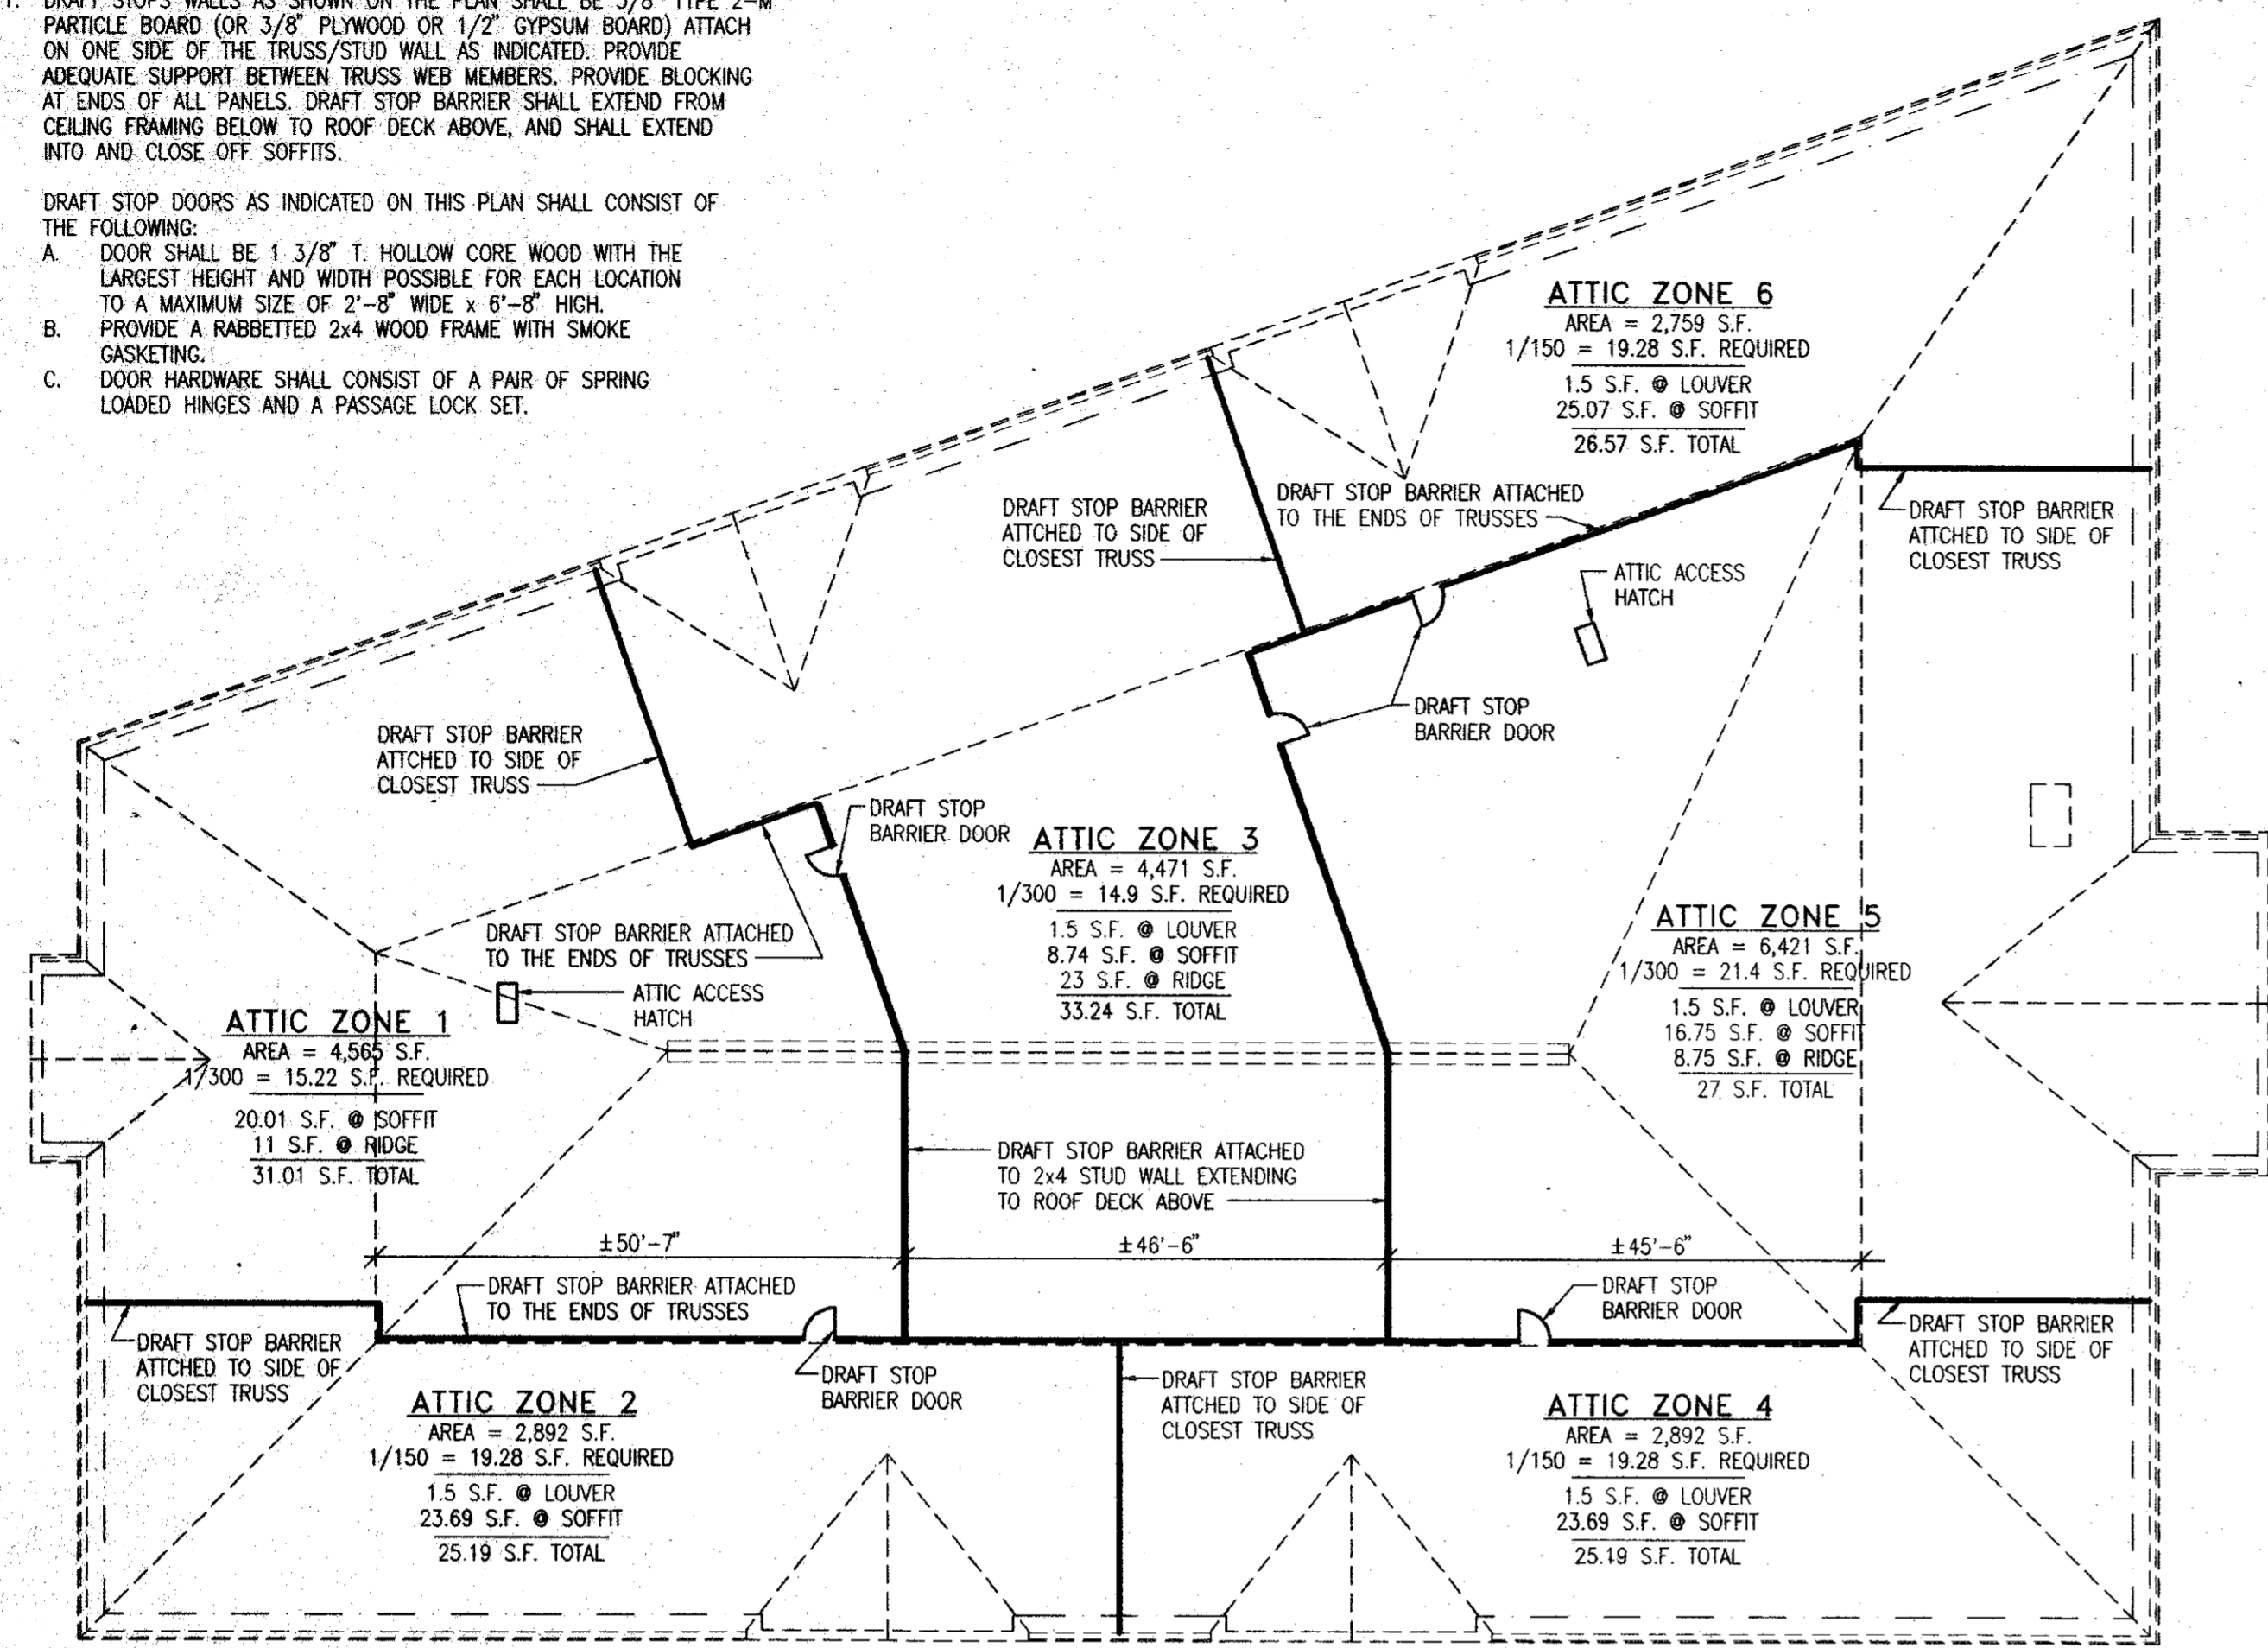 1. DRAFT STOPS WALLS AS SHOWN ON THE PLAN SHALL BE 3/8" TYPE 2-M
PARTICLE BOARD (OR 3/8" PLYWOOD OR 1/2" GYPSUM BOARD) ATTACH
ON ONE SIDE OF THE TRUSS/STUD WALL AS INDICATED. PROVIDE
ADEQUATE SUPPORT BETWEEN TRUSS WEB MEMBERS. PROVIDE BLOCKING
AT ENDS OF ALL PANELS. DRAFT STOP BARRIER SHALL EXTEND FROM
CEILING FRAMING BELOW TO ROOF DECK ABOVE, AND SHALL EXTEND
INTO AND CLOSE OFF SOFFITS.
DRAFT STOP DOORS AS INDICATED ON THIS PLAN SHALL CONSIST OF
THE FOLLOWING:
A. DOOR SHALL BE 1 3/8" T. HOLLOW CORE WOOD WITH THE
LARGEST HEIGHT AND WIDTH POSSIBLE FOR EACH LOCATION
TO A MAXIMUM SIZE OF 2'-8" WIDE x 6'-8" HIGH.
B. PROVIDE A RABBETTED 2x4 WOOD FRAME WITH SMOKE
GASKETING.
C. DOOR HARDWARE SHALL CONSIST OF A PAIR OF SPRING
LOADED HINGES AND A PASSAGE LOCK SET.
ATTIC ZONE 6
AREA = 2,759 S.F.
1/150 = 19.28 S.F. REQUIRED
1.5 S.F. @ LOUVER
25.07 S.F. @ SOFFIT
26.57 S.F. TOTAL
DRAFT STOP BARRIER
ATTCHED TO SIDE OF
CLOSEST TRUSS
DRAFT STOP BARRIER ATTACHED
TO THE ENDS OF TRUSSES
DRAFT STOP BARRIER
ATTCHED TO SIDE OF
CLOSEST TRUSS
ATTIC ACCESS
HATCH
DRAFT STOP
BARRIER DOOR
DRAFT STOP BARRIER
ATTCHED TO SIDE OF
CLOSEST TRUSS
DRAFT STOP
BARRIER DOOR
ATTIC ZONE 3
AREA = 4,471 S.F.
1/300 = 14.9 S.F. REQUIRED
1.5 S.F. @ LOUVER
8.74 S.F. @ SOFFIT
23 S.F. @ RIDGE
33.24 S.F. TOTAL
ATTIC ZONE 5
AREA = 6,421 S.F.
1/300 = 21.4 S.F. REQUIRED
1.5 S.F. @ LOUVER
16.75 S.F. @ SOFFIT
8.75 S.F. @ RIDGE
27 S.F. TOTAL
DRAFT STOP BARRIER ATTACHED
TO THE ENDS OF TRUSSES
ATTIC ACCESS
HATCH
ATTIC ZONE 1
AREA = 4,565 S.F.
1/300 = 15.22 S.F. REQUIRED
20.01 S.F. @ SOFFIT
11 S.F. @ RIDGE
31.01 S.F. TOTAL
DRAFT STOP BARRIER ATTACHED
TO 2x4 STUD WALL EXTENDING
TO ROOF DECK ABOVE
±50'-7"
±46'-6"
±45'-6"
DRAFT STOP BARRIER ATTACHED
TO THE ENDS OF TRUSSES
DRAFT STOP
BARRIER DOOR
DRAFT STOP BARRIER
ATTCHED TO SIDE OF
CLOSEST TRUSS
DRAFT STOP
BARRIER DOOR
DRAFT STOP BARRIER
ATTCHED TO SIDE OF
CLOSEST TRUSS
DRAFT STOP BARRIER
ATTCHED TO SIDE OF
CLOSEST TRUSS
ATTIC ZONE 2
AREA = 2,892 S.F.
1/150 = 19.28 S.F. REQUIRED
1.5 S.F. @ LOUVER
23.69 S.F. @ SOFFIT
25.19 S.F. TOTAL
ATTIC ZONE 4
AREA = 2,892 S.F.
1/150 = 19.28 S.F. REQUIRED
1.5 S.F. @ LOUVER
23.69 S.F. @ SOFFIT
25.19 S.F. TOTAL